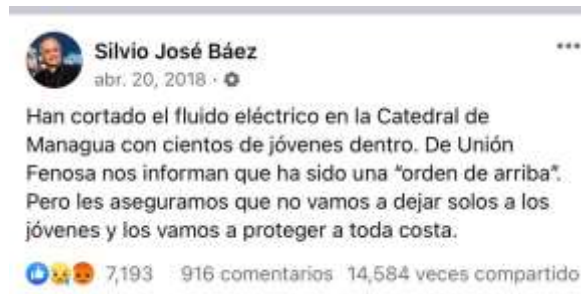 Silvio José Báez
abr. 20, 2018 ·
Han cortado el fluido eléctrico en la Catedral de
Managua con cientos de jóvenes dentro. De Unión
Fenosa nos informan que ha sido una “orden de arriba”.
Pero les aseguramos que no vamos a dejar solos a los
jóvenes y los vamos a proteger a toda costa.
7,193 916 comentarios 14,584 veces compartido